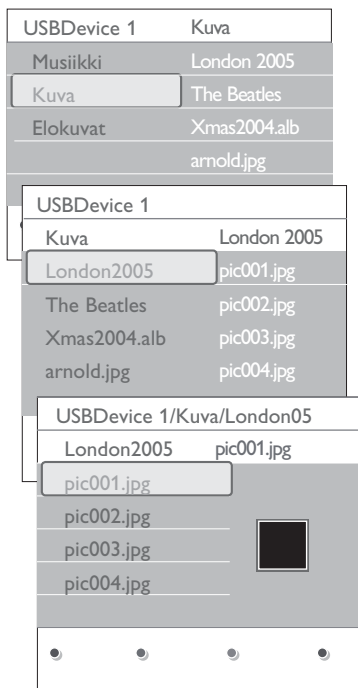 USBDevice 1 Kuva
Musiikki London 2005
Kuva The Beatles
Elokuvat Xmas2004.alb
arnold.jpg
USBDevice 1
Kuva London 2005
London2005 pic001.jpg
The Beatles pic002.jpg
Xmas2004.alb pic003.jpg
arnold.jpg pic004.jpg
USBDevice 1/Kuva/London05
London2005 pic001.jpg
pic001.jpg
pic002.jpg
pic003.jpg
pic004.jpg